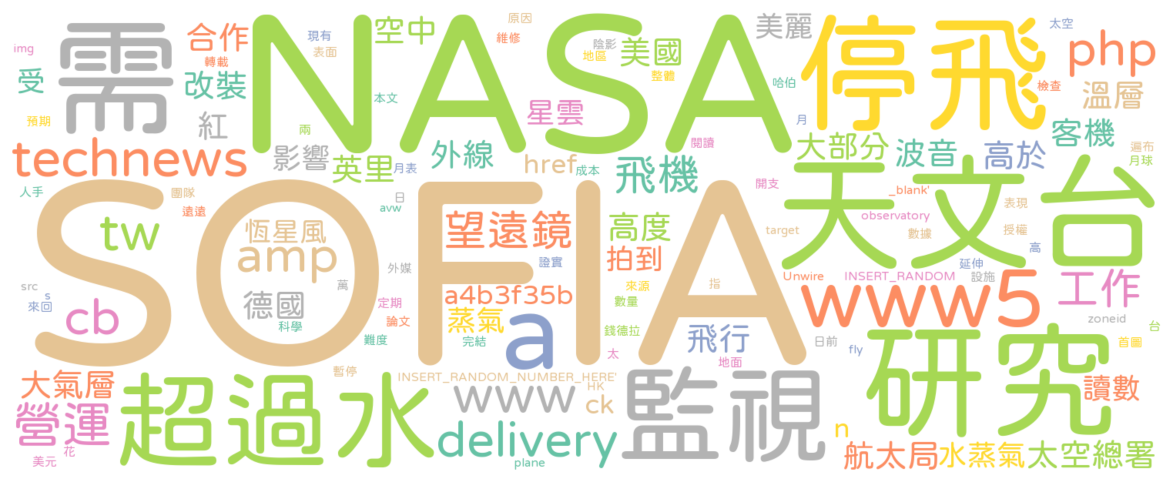 img
受
預期
需
合作
轉載
改裝
紅
NASA
現有
表面
陰影
空中
本文
兩
原因
維修
地區
美國
整體
星雲
美麗
停飛
哈伯
月
太空
php
檢查
溫層
客機
遍布
月球
technews
人手
影響
英里
月表
外線
href
成本
飛機
閱讀
開支
大部分
波音
高於
團隊
遠遠
日
avw
tw
SOFIA
恆星風
amp
外媒
萬
德國
科學
望遠鏡
證實
a4b3f35b
蒸氣
完結
a
高度
拍到
來源
數量
錢德拉
太
指
飛行
地面
天文台
_blank'
observatory
表現
target
數據
授權
高
延伸
Unwire
INSERT_RANDOM
設施
www5
工作
zoneid
src
s
來回
cb
定期
論文
難度
日前
fly
首圖
台
大氣層
暫停
INSERT_RANDOM_NUMBER_HERE'
HK
www
ck
監視
研究
讀數
營運
花
美元
超過水
delivery
plane
n
航太局
水蒸氣
太空總署